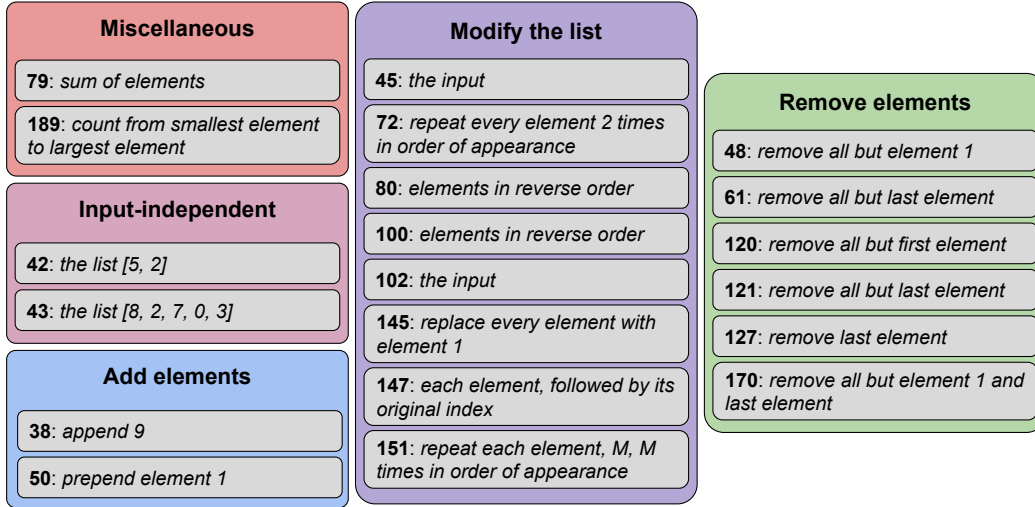 Miscellaneous
79: sum of elements
189: count from smallest element
to largest element
Input-independent
42: the list [5, 2]
43: the list [8, 2, 7, 0, 3]
Add elements
38: append 9
50: prepend element 1
Modify the list
45: the input
72: repeat every element 2 times
in order of appearance
80: elements in reverse order
100: elements in reverse order
102: the input
145: replace every element with
element 1
147: each element, followed by its
original index
151: repeat each element, M, M
times in order of appearance
Remove elements
48: remove all but element 1
61: remove all but last element
120: remove all but first element
121: remove all but last element
127: remove last element
170: remove all but element 1 and
last element